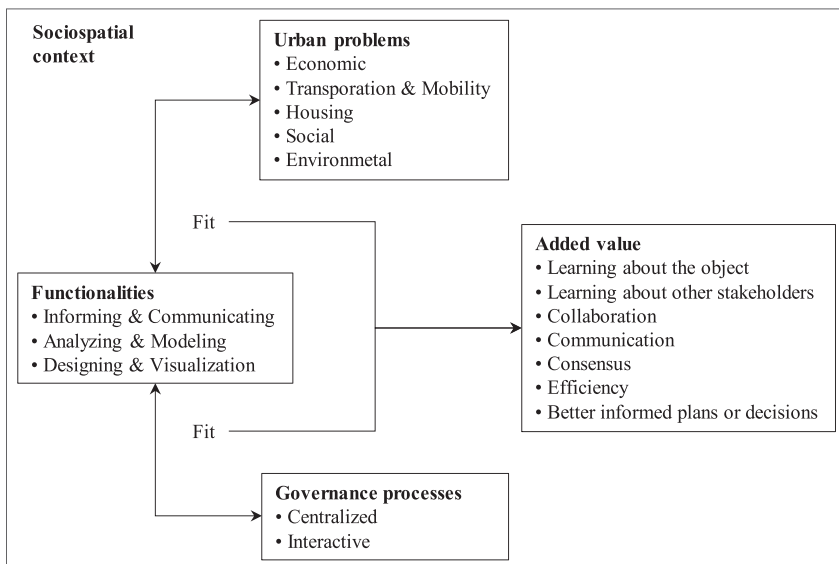 Sociospatial
context
Urban problems
• Economic
• Transporation & Mobility
• Housing
• Social
• Environmetal
Fit
Functionalities
• Informing & Communicating
• Analyzing & Modeling
• Designing & Visualization
Added value
• Learning about the object
• Learning about other stakeholders
• Collaboration
• Communication
• Consensus
• Efficiency
• Better informed plans or decisions
Fit
Governance processes
• Centralized
• Interactive